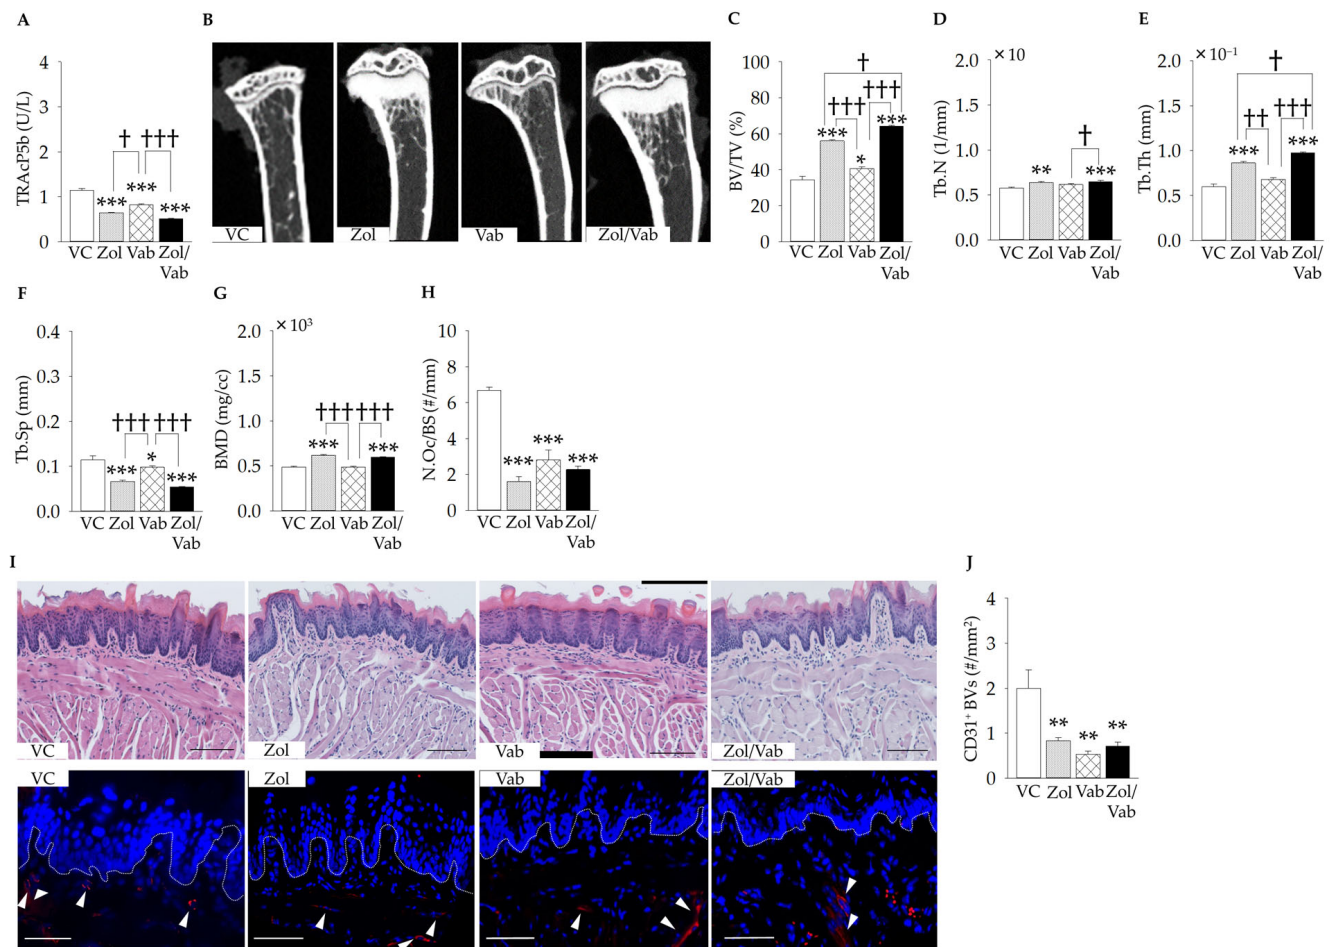 A
TRAcP5b (U/L)
4
3
2
1
0
† †††
*** *** ***
VC Zol Vab Zol/
Vab
B
VC
Zol
Vab
Zol/Vab
C
BV/TV (%)
100
80
60
40
20
0
†
††† †††
*** * ***
VC Zol Vab Zol/
Vab
D
×10
Tb.N (1/mm)
2.0
1.5
1.0
0.5
0.0
†
** ***
VC Zol Vab Zol/
Vab
E
×10⁻¹
Tb.Th (mm)
2.0
1.5
1.0
0.5
0.0
†
†† †††
*** ***
VC Zol Vab Zol/
Vab
F
Tb.Sp (mm)
0.4
0.3
0.2
0.1
0.0
††† †††
*** * ***
VC Zol Vab Zol/
Vab
G
×10³
BMD (mg/cc)
2.0
1.5
1.0
0.5
0.0
††† †††
*** ***
VC Zol Vab Zol/
Vab
H
N.Oc/BS (#/mm)
10
8
6
4
2
0
*** *** ***
VC Zol Vab Zol/
Vab
I
VC
Zol
Vab
Zol/Vab
VC
Zol
Vab
Zol/Vab
J
CD31⁺ BVs (#/mm²)
4
3
2
1
0
** ** **
VC Zol Vab Zol/
Vab